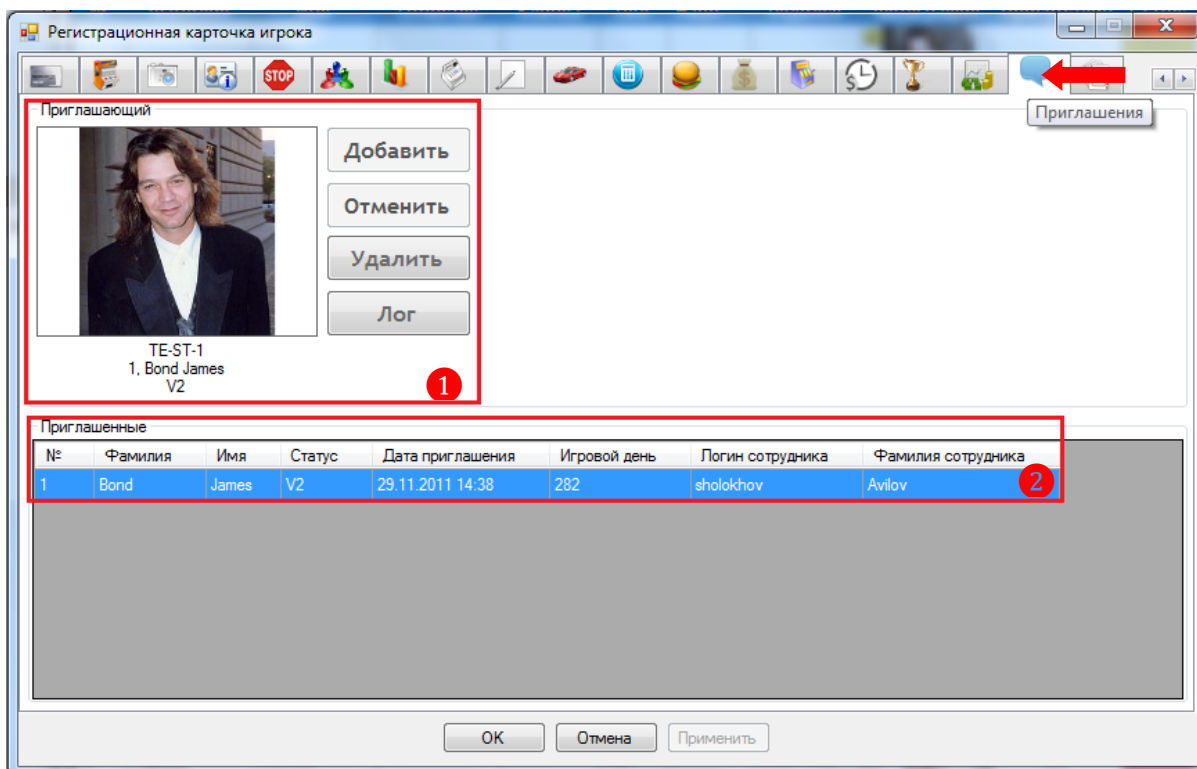 Регистрационная карточка игрока
STOP
Приглашения
Приглашающий
Добавить
Отменить
Удалить
Лог
TE-ST-1
1, Bond James
V2
1
Приглашенные
№ Фамилия Имя Статус Дата приглашения Игровой день Логин сотрудника Фамилия сотрудника
1 Bond James V2 29.11.2011 14:38 282 sholokhov Avilov
2
OK Отмена Применить